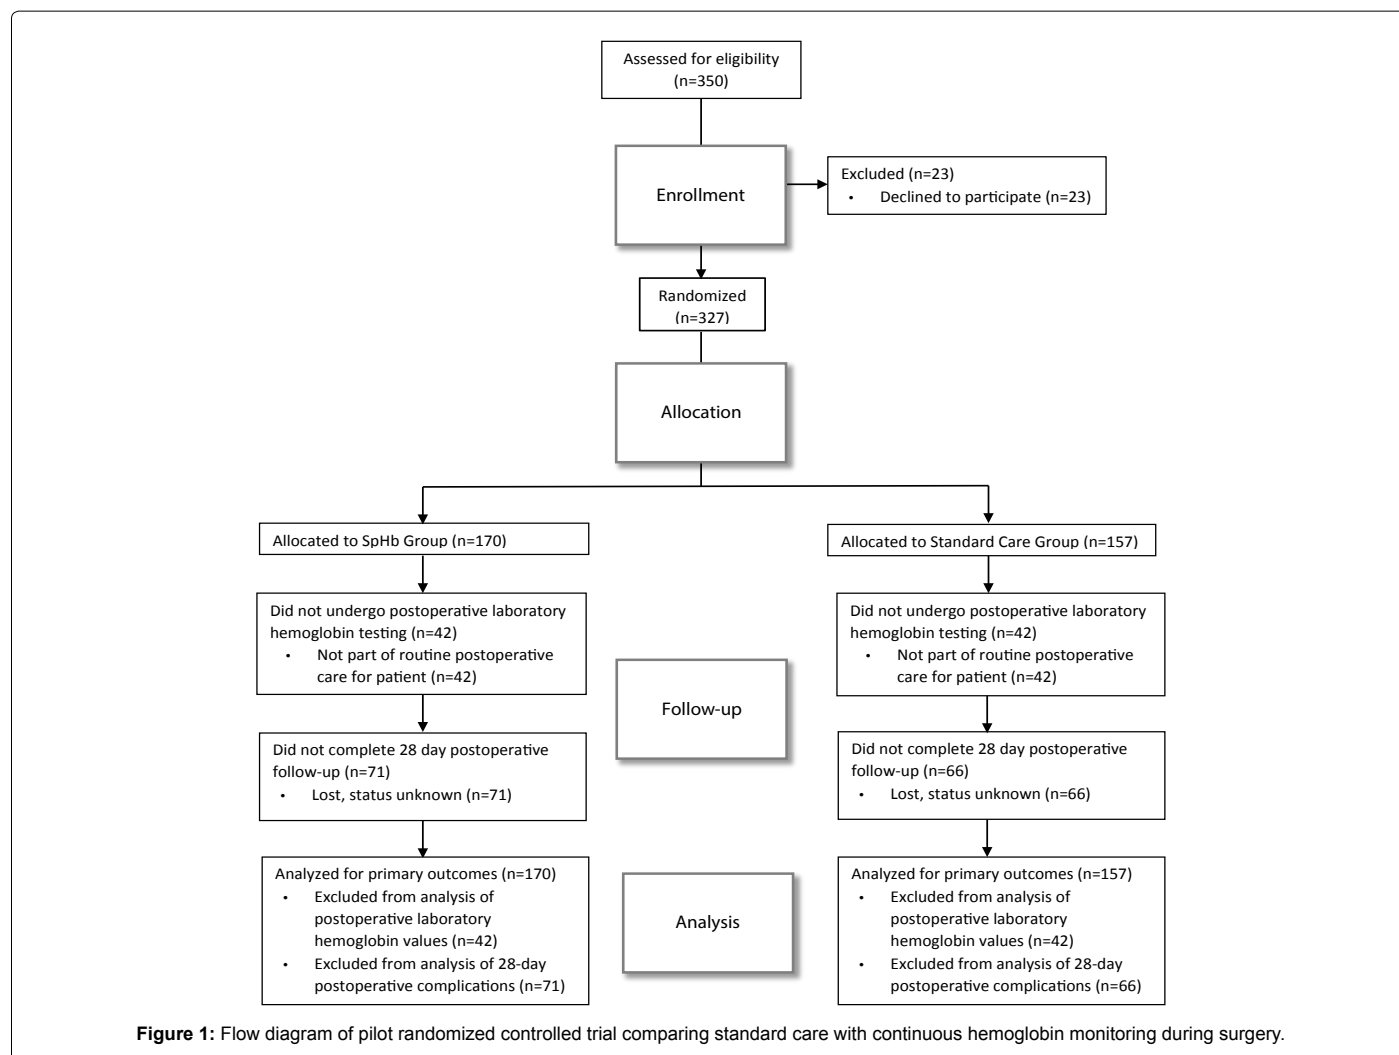 Assessed for eligibility
(n=350)
Enrollment
Excluded (n=23)
• Declined to participate (n=23)
Randomized
(n=327)
Allocation
Allocated to SpHb Group (n=170)
Allocated to Standard Care Group (n=157)
Did not undergo postoperative laboratory
hemoglobin testing (n=42)
• Not part of routine postoperative
care for patient (n=42)
Did not undergo postoperative laboratory
hemoglobin testing (n=42)
• Not part of routine postoperative
care for patient (n=42)
Follow-up
Did not complete 28 day postoperative
follow-up (n=71)
• Lost, status unknown (n=71)
Did not complete 28 day postoperative
follow-up (n=66)
• Lost, status unknown (n=66)
Analyzed for primary outcomes (n=170)
• Excluded from analysis of
postoperative laboratory
hemoglobin values (n=42)
• Excluded from analysis of 28-day
postoperative complications (n=71)
Analysis
Analyzed for primary outcomes (n=157)
• Excluded from analysis of
postoperative laboratory
hemoglobin values (n=42)
• Excluded from analysis of 28-day
postoperative complications (n=66)
Figure 1: Flow diagram of pilot randomized controlled trial comparing standard care with continuous hemoglobin monitoring during surgery.